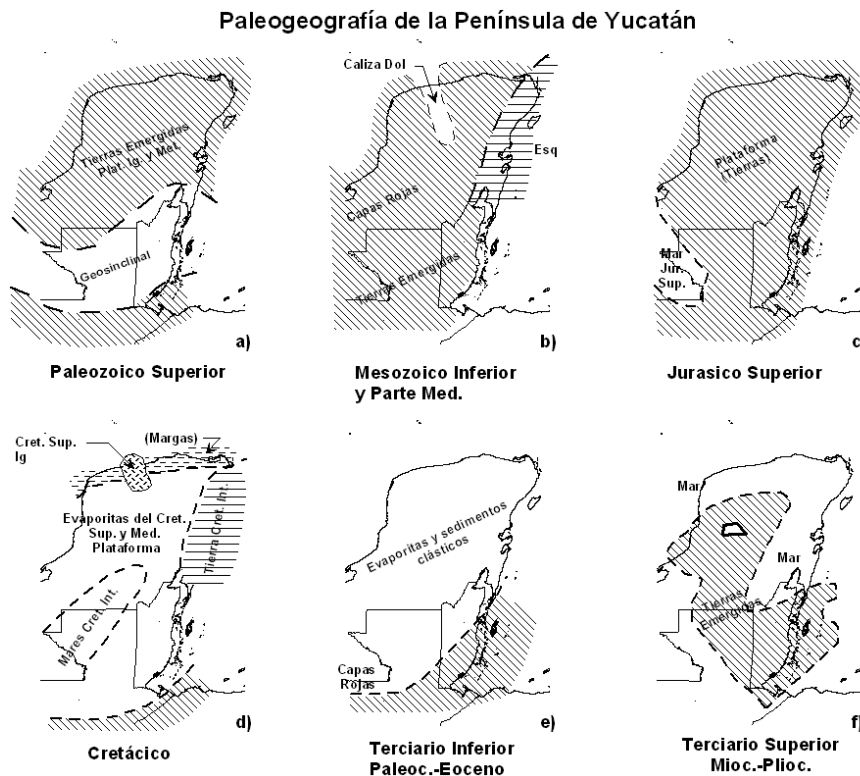 Paleogeografía de la Península de Yucatán
Tierras Emergidas
Plat. Ig. y Met.
Geosinclinal
a)
Paleozoico Superior
Caliza Dol
Esq
Capas Rojas
Tierras Emergidas
b)
Mesozoico Inferior
y Parte Med.
Plataforma
(Tierras)
Mar
Jur.
Sup.
c)
Jurasico Superior
Cret. Sup.
Ig
(Margas)
Evaporitas del Cret.
Sup. y Med.
Plataforma
Tierra Cret. Int.
Mares Cret. Int.
d)
Cretácico
Evaporitas y sedimentos
clásticos
Capas
Rojas
e)
Terciario Inferior
Paleoc.-Eoceno
Mar
Mar
Tierras
Emergidas
f)
Terciario Superior
Mioc.-Plioc.